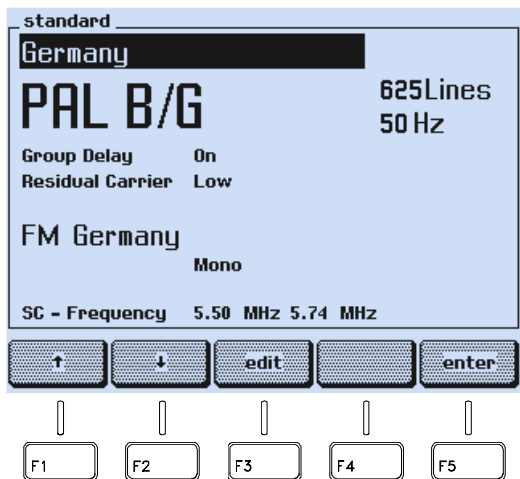 standard
Germany
PAL B/G
625Lines
50 Hz
Group Delay On
Residual Carrier Low
FM Germany
Mono
SC - Frequency 5.50 MHz 5.74 MHz
↑ ↓ edit enter
F1 F2 F3 F4 F5